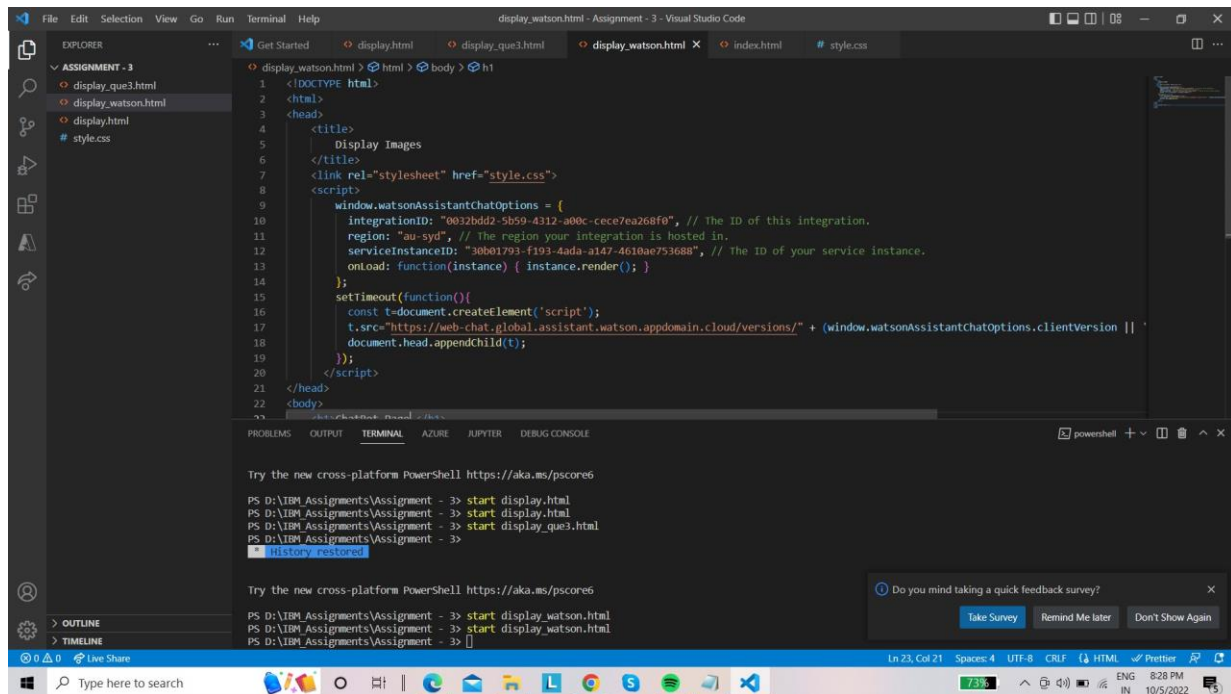 File Edit Selection View Go Run Terminal Help display_watson.html - Assignment - 3 - Visual Studio Code
EXPLORER ... Get Started display.html display_que3.html display_watson.html index.html # style.css
ASSIGNMENT - 3
display_que3.html
display_watson.html
display.html
# style.css
OUTLINE
TIMELINE
display_watson.html > html > body > h1
1 <!DOCTYPE html>
2 <html>
3 <head>
4 <title>
5 Display Images
6 </title>
7 <link rel="stylesheet" href="style.css">
8 <script>
9 window.watsonAssistantChatOptions = {
10 integrationID: "0032bdd2-5b59-4312-a00c-cece7ea268f0", // The ID of this integration.
11 region: "au-syd", // The region your integration is hosted in.
12 serviceInstanceID: "30b01793-f193-4ada-a147-4610ae753688", // The ID of your service instance.
13 onLoad: function(instance) { instance.render(); }
14 };
15 setTimeout(function(){
16 const t=document.createElement('script');
17 t.src="https://web-chat.global.assistant.watson.appdomain.cloud/versions/" + (window.watsonAssistantChatOptions.clientVersion || '
18 document.head.appendChild(t);
19 });
20 </script>
21 </head>
22 <body>
23 <h1>ChatBot Page </h1>
PROBLEMS OUTPUT TERMINAL AZURE JUPYTER DEBUG CONSOLE powershell
Try the new cross-platform PowerShell https://aka.ms/pscore6
PS D:\IBM_Assignments\Assignment - 3> start display.html
PS D:\IBM_Assignments\Assignment - 3> start display.html
PS D:\IBM_Assignments\Assignment - 3> start display_que3.html
PS D:\IBM_Assignments\Assignment - 3>
* History restored
Try the new cross-platform PowerShell https://aka.ms/pscore6
PS D:\IBM_Assignments\Assignment - 3> start display_watson.html
PS D:\IBM_Assignments\Assignment - 3> start display_watson.html
PS D:\IBM_Assignments\Assignment - 3>
Do you mind taking a quick feedback survey?
Take Survey Remind Me later Don't Show Again
0 0 Live Share Ln 23, Col 21 Spaces: 4 UTF-8 CRLF HTML Prettier
Type here to search 73% ENG 8:28 PM
IN 8/5/2022